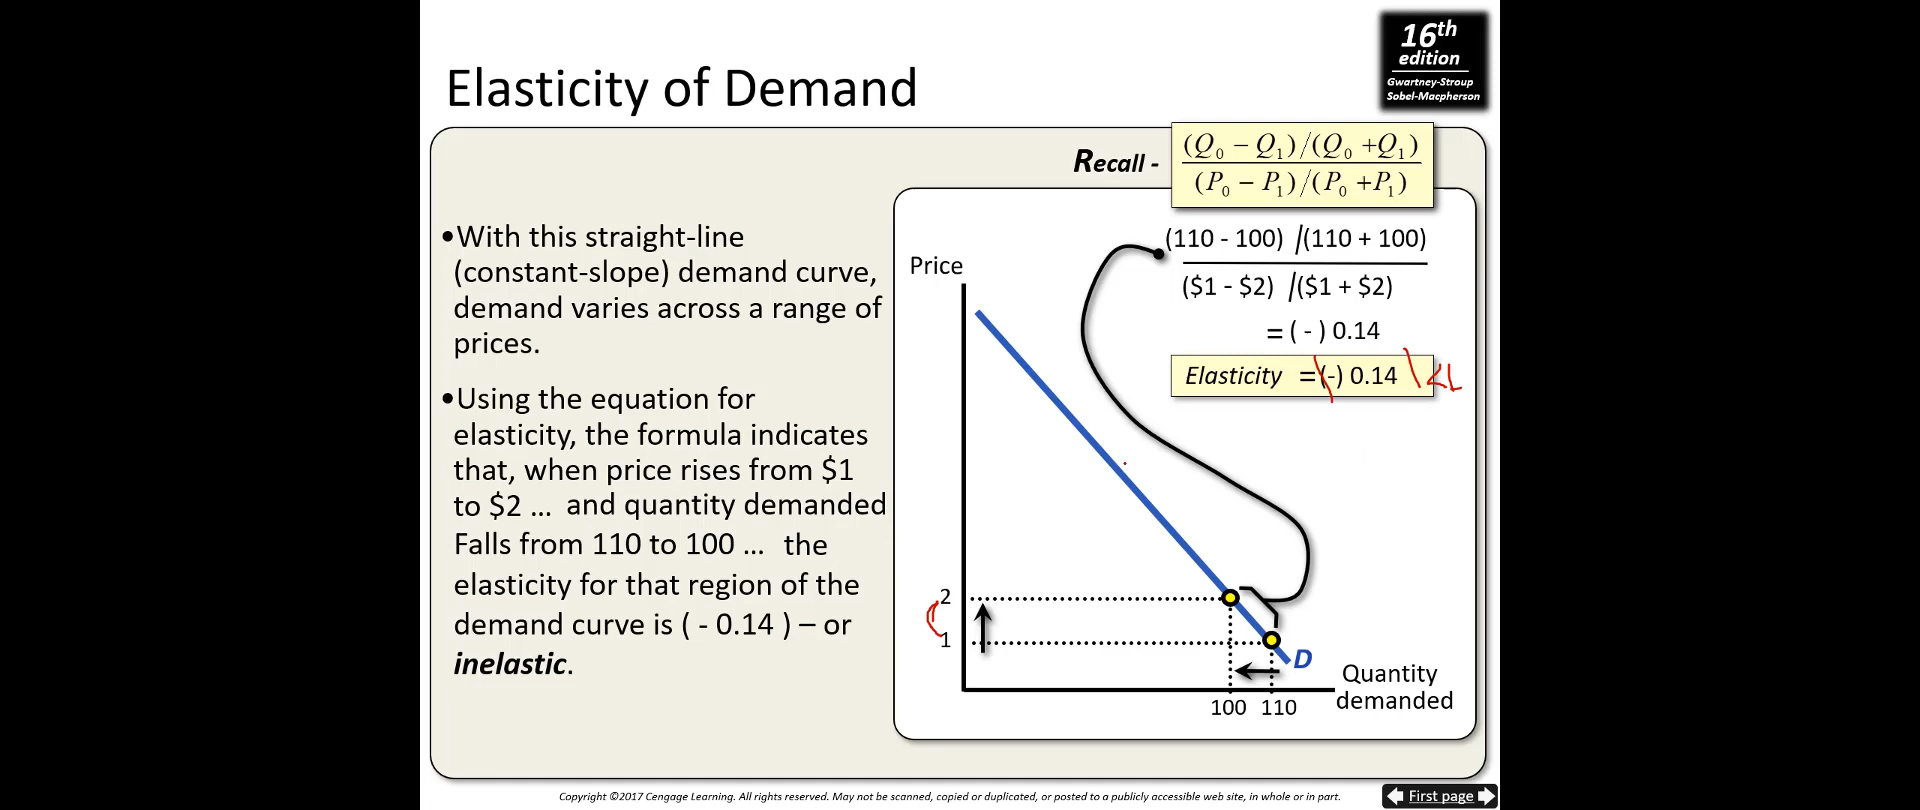 16th
edition
Gwartney-Stroup
Sobel-Macpherson
Elasticity of Demand
Recall -
(Q0 − Q1)/(Q0 +Q1)
(P0 − P1)/(P0 +P1)
•With this straight-line
(constant-slope) demand curve,
demand varies across a range of
prices.
•Using the equation for
elasticity, the formula indicates
that, when price rises from $1
to $2 … and quantity demanded
Falls from 110 to 100 … the
elasticity for that region of the
demand curve is ( - 0.14 ) – or
inelastic.
(110 - 100) /(110 + 100)
($1 - $2) /($1 + $2)
= ( - ) 0.14
Elasticity = (-) 0.14 <1
Price
2
1
D
Quantity
demanded
100 110
Copyright ©2017 Cengage Learning. All rights reserved. May not be scanned, copied or duplicated, or posted to a publicly accessible web site, in whole or in part.
First page